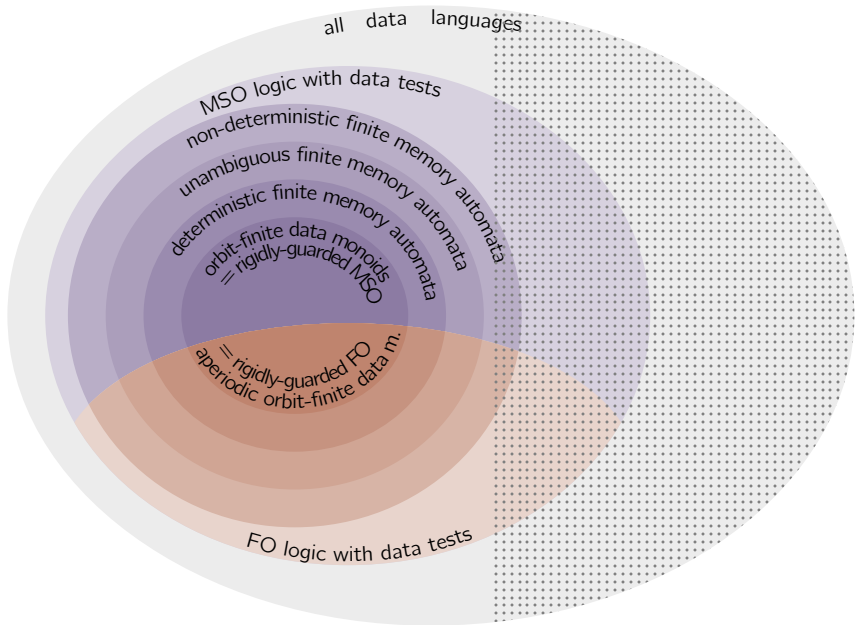 all data languages
MSO logic with data tests
non-deterministic finite memory automata
unambiguous finite memory automata
deterministic finite memory automata
orbit-finite data monoids
= rigidly-guarded MSO
= rigidly-guarded FO
aperiodic orbit-finite data m.
FO logic with data tests